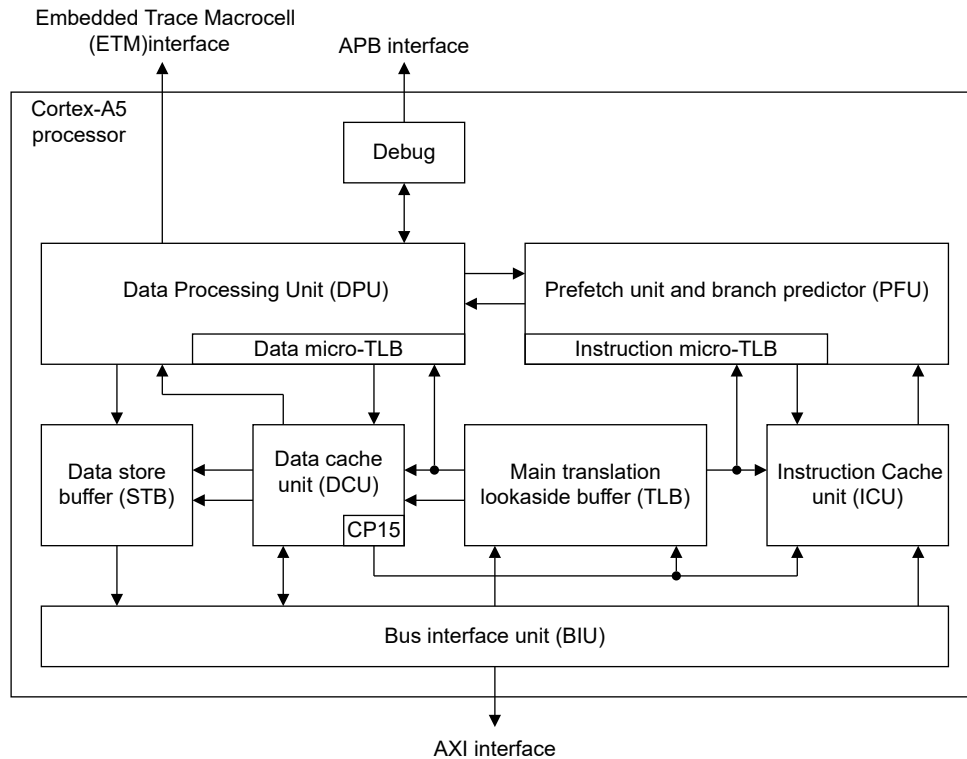 Embedded Trace Macrocell
(ETM)interface
APB interface
Cortex-A5
processor
Debug
Data Processing Unit (DPU)
Prefetch unit and branch predictor (PFU)
Data micro-TLB
Instruction micro-TLB
Data store
buffer (STB)
Data cache
unit (DCU)
CP15
Main translation
lookaside buffer (TLB)
Instruction Cache
unit (ICU)
Bus interface unit (BIU)
AXI interface